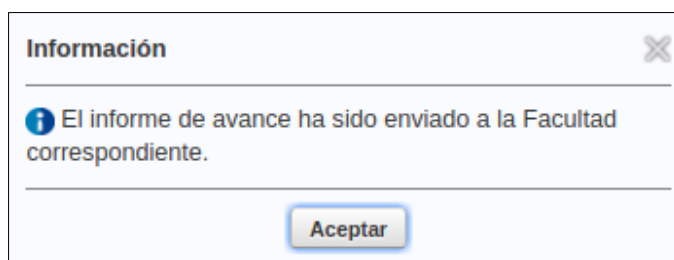 Información
El informe de avance ha sido enviado a la Facultad
correspondiente.
Aceptar